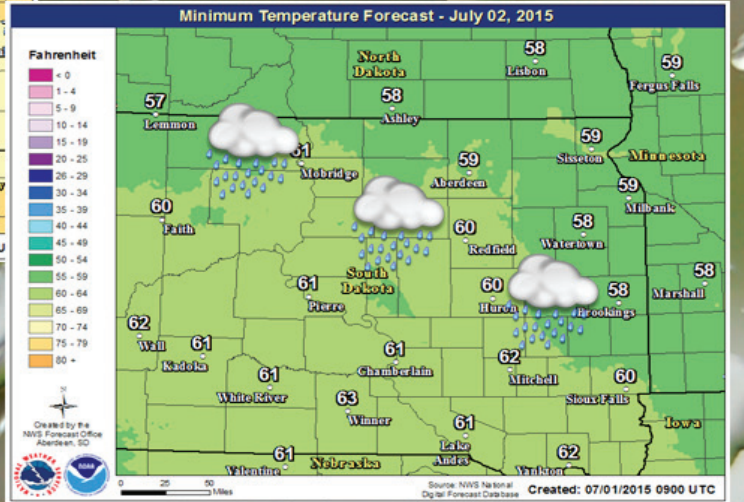 Minimum Temperature Forecast - July 02, 2015
Fahrenheit
< 0
1 - 4
5 - 9
10 - 14
15 - 19
20 - 25
26 - 29
30 - 34
35 - 39
40 - 44
45 - 49
50 - 54
55 - 59
60 - 64
65 - 69
70 - 74
75 - 79
80 +
N
Created by the
NWS Forecast Office
Aberdeen, SD
North
Dakota
58
Lisbon
59
Fergus Falls
57
Lemmon
58
Ashley
61
Mobridge
59
Aberdeen
59
Sisseton
Minnesota
59
Milbank
60
Faith
60
Redfield
58
Watertown
South
Dakota
61
Pierre
60
Huron
58
Brookings
58
Marshall
62
Wall
61
Kadoka
61
Chamberlain
62
Mitchell
61
White River
63
Winner
60
Sioux Falls
61
Lake
Andes
Iowa
61
Valentine
Nebraska
62
Yankton
0 25 50
Miles
Source: NWS National
Digital Forecast Database
Created: 07/01/2015 0900 UTC
NOAA